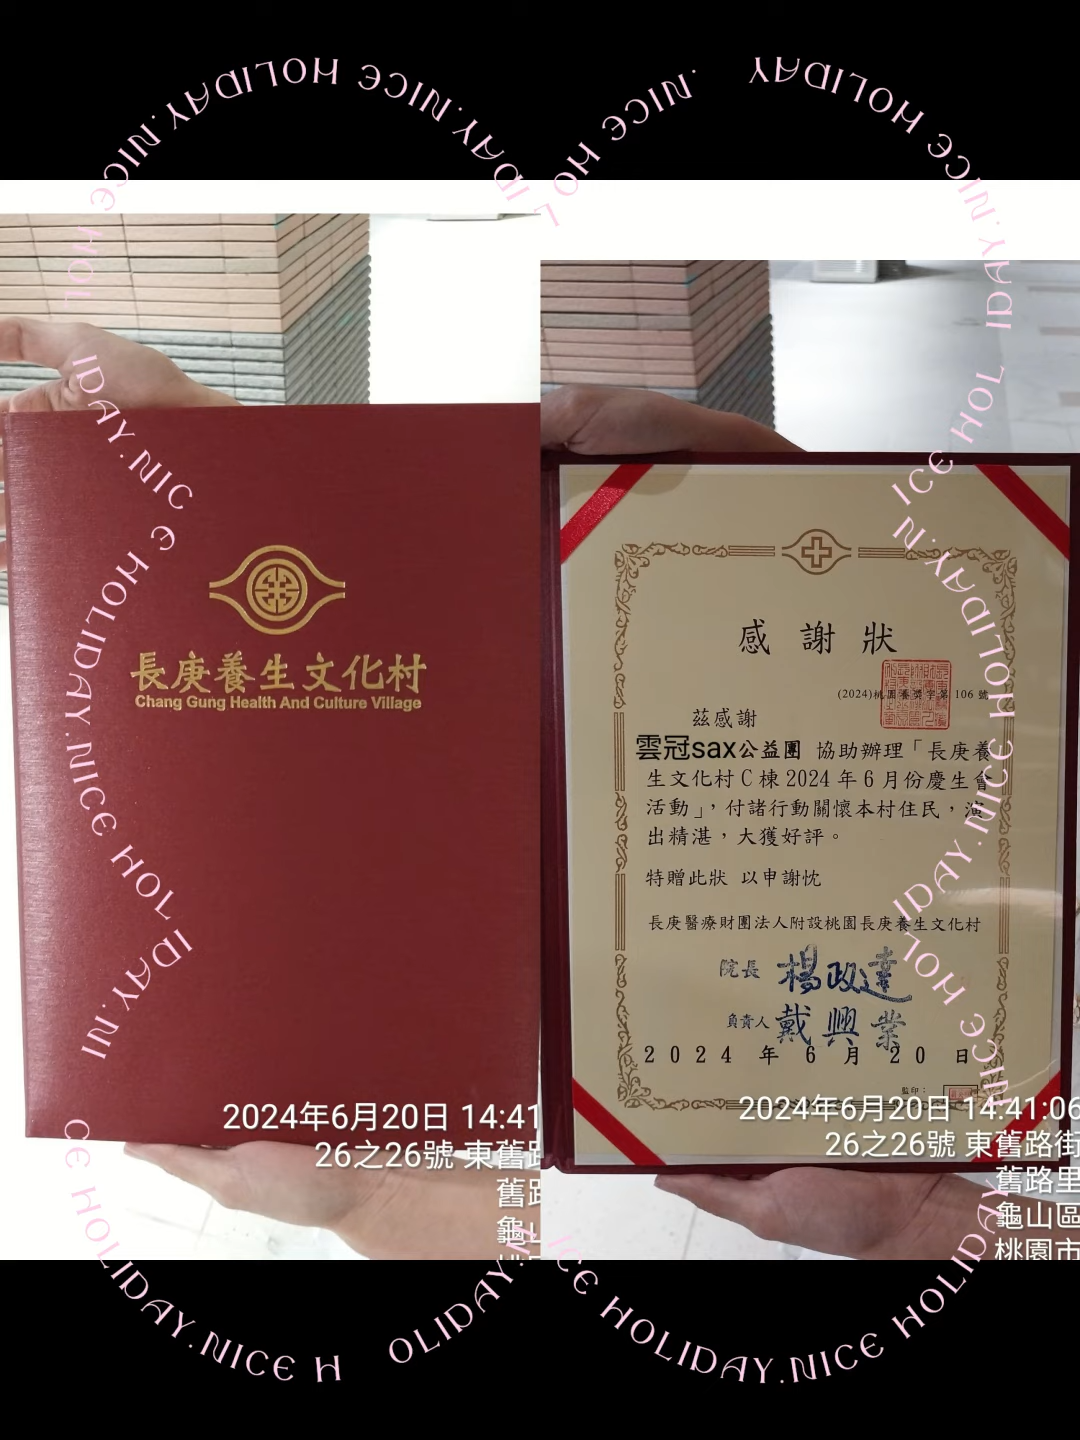 NICE HOLIDAY.NICE HOLIDAY.NICE HOLIDAY
長庚養生文化村
Chang Gung Health And Culture Village
2024年6月20日 14:41
26之26號 東舊路
舊路
龜山
感謝狀
(2024)桃園養獎字第 106 號
茲感謝
雲冠sax公益團 協助辦理「長庚養
生文化村 C 棟 2024 年 6 月份慶生會
活動」，付諸行動關懷本村住民，演
出精湛，大獲好評。
特贈此狀 以申謝忱
長庚醫療財團法人附設桃園長庚養生文化村
院長 楊政達
負責人 戴興業
2024 年 6 月 20 日
監印：
2024年6月20日 14:41:06
26之26號 東舊路街
舊路里
龜山區
桃園市